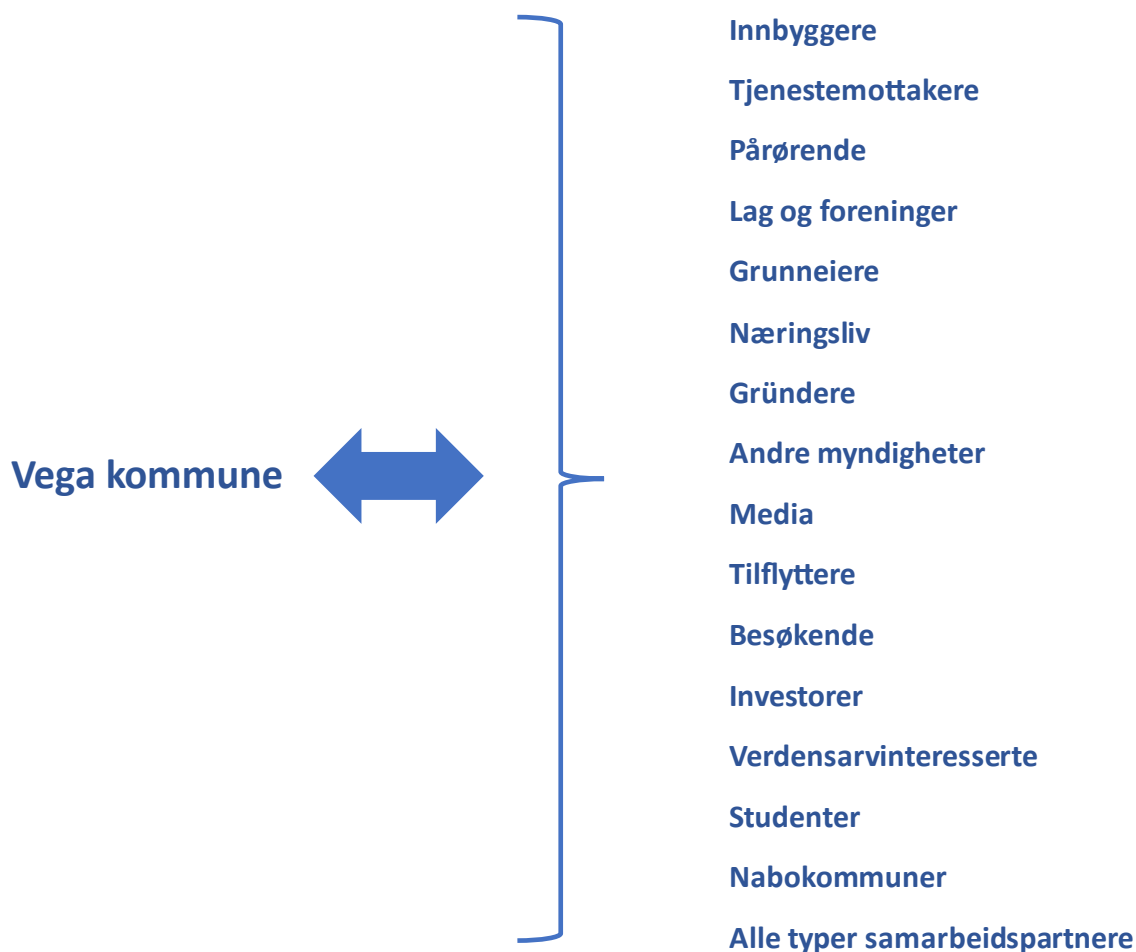 Innbyggere
Tjenestemottakere
Pårørende
Lag og foreninger
Grunneiere
Næringsliv
Gründere
Vega kommune
Andre myndigheter
Media
Tilflyttere
Besøkende
Investorer
Verdensarvinteresserte
Studenter
Nabokommuner
Alle typer samarbeidspartnere